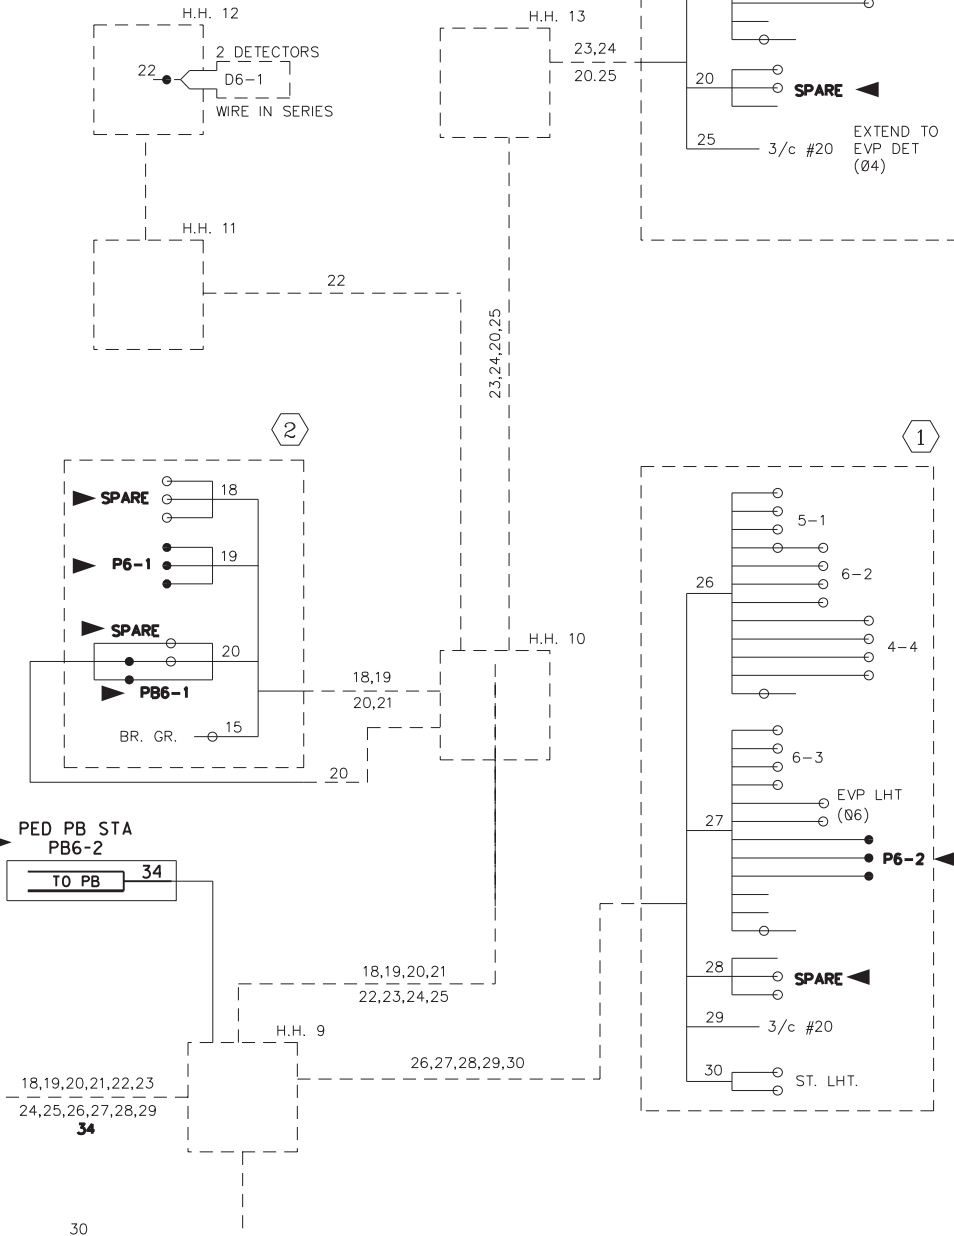 H.H. 12
22
2 DETECTORS
D6-1
WIRE IN SERIES
H.H. 13
23,24
20.25
20
SPARE
25
3/c #20
EXTEND TO
EVP DET
(Ø4)
H.H. 11
22
23,24,20,25
2
SPARE
18
P6-1
19
SPARE
20
PB6-1
BR. GR.
15
20
18,19
20,21
H.H. 10
1
5-1
26
6-2
4-4
6-3
EVP LHT
(Ø6)
27
P6-2
28
SPARE
29
3/c #20
30
ST. LHT.
PED PB STA
PB6-2
TO PB
34
18,19,20,21
22,23,24,25
H.H. 9
26,27,28,29,30
18,19,20,21,22,23
24,25,26,27,28,29
34
30